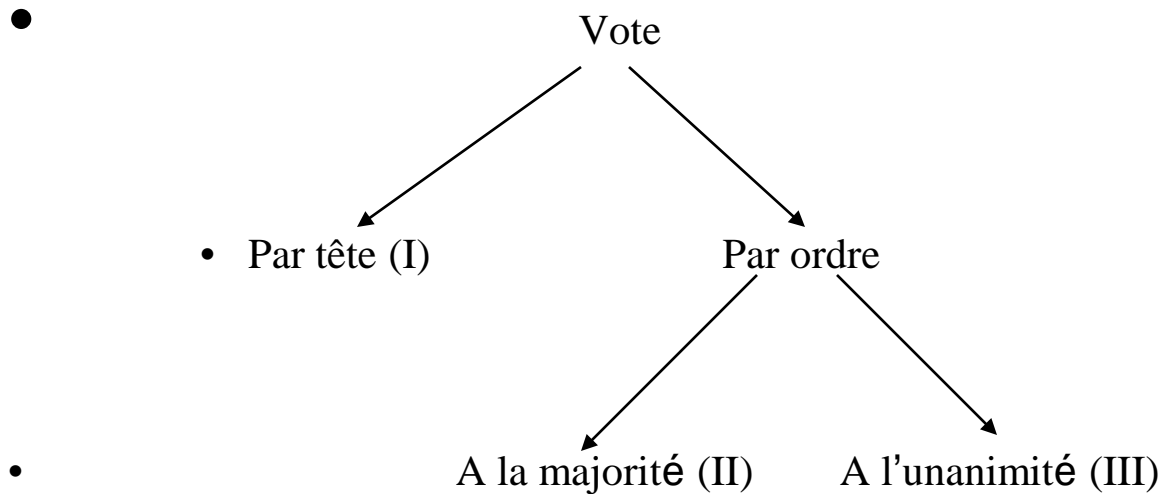 • Vote
• Par tête (I) Par ordre
• A la majorité (II) A l’unanimité (III)